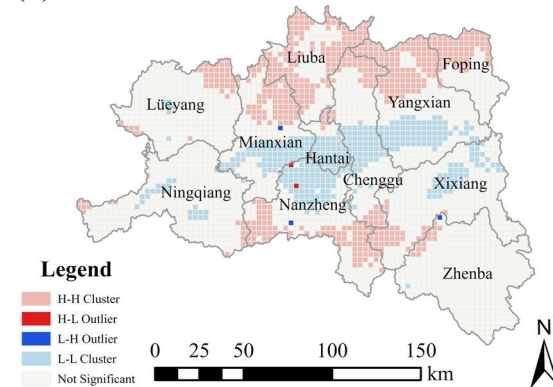 Liuba
Foping
Lüeyang
Yangxian
Mianxian
Hantai
Chenggu
Xixiang
Ningqiang
Nanzheng
Zhenba
Legend
H-H Cluster
H-L Outlier
L-H Outlier
L-L Cluster
Not Significant
0 25 50 100 150
km
N